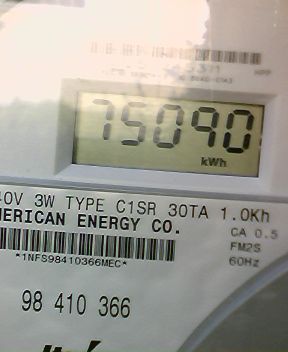 75090
kWh
40V 3W TYPE C1SR 30TA 1.0Kh
MERICAN ENERGY CO.
CA 0.5
FM2S
*1NFS98410366MEC*
60Hz
98 410 366